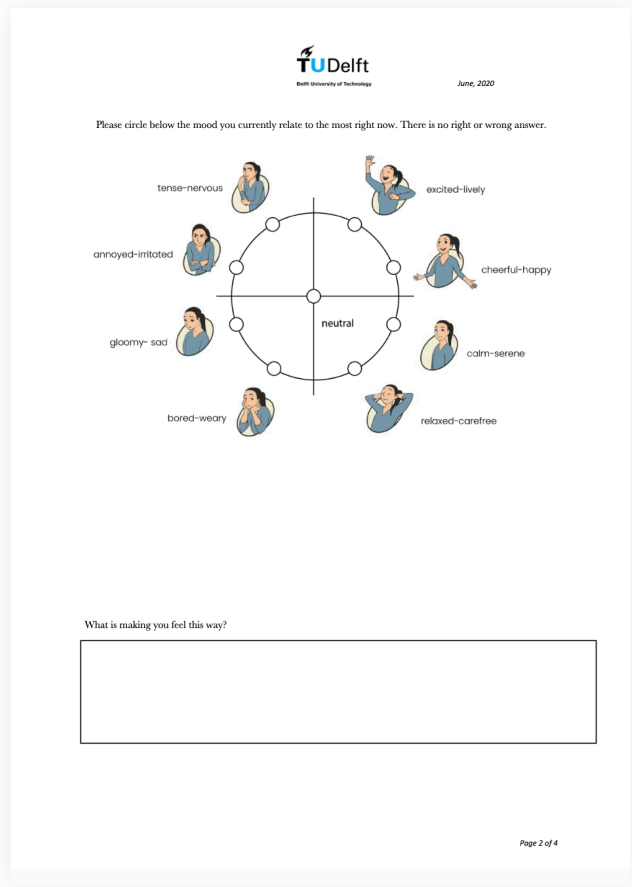 TUDelft
Delft University of Technology
June, 2020
Please circle below the mood you currently relate to the most right now. There is no right or wrong answer.
tense-nervous
excited-lively
annoyed-irritated
cheerful-happy
neutral
gloomy- sad
calm-serene
bored-weary
relaxed-carefree
What is making you feel this way?
Page 2 of 4